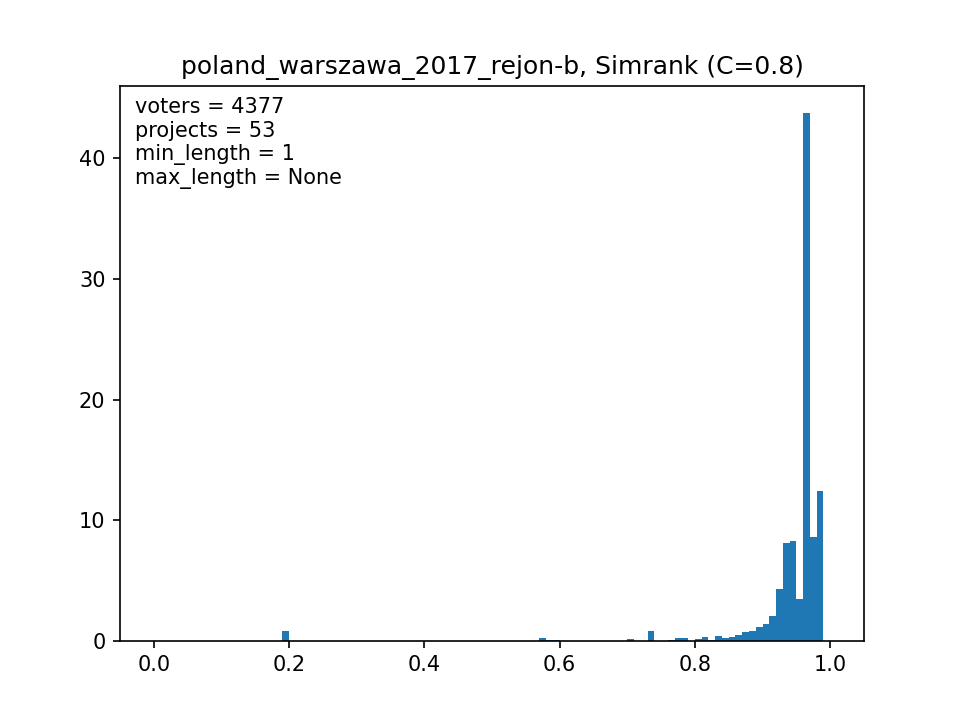 poland_warszawa_2017_rejon-b, Simrank (C=0.8)
voters = 4377
projects = 53
min_length = 1
max_length = None
40
30
20
10
0
0.0 0.2 0.4 0.6 0.8 1.0